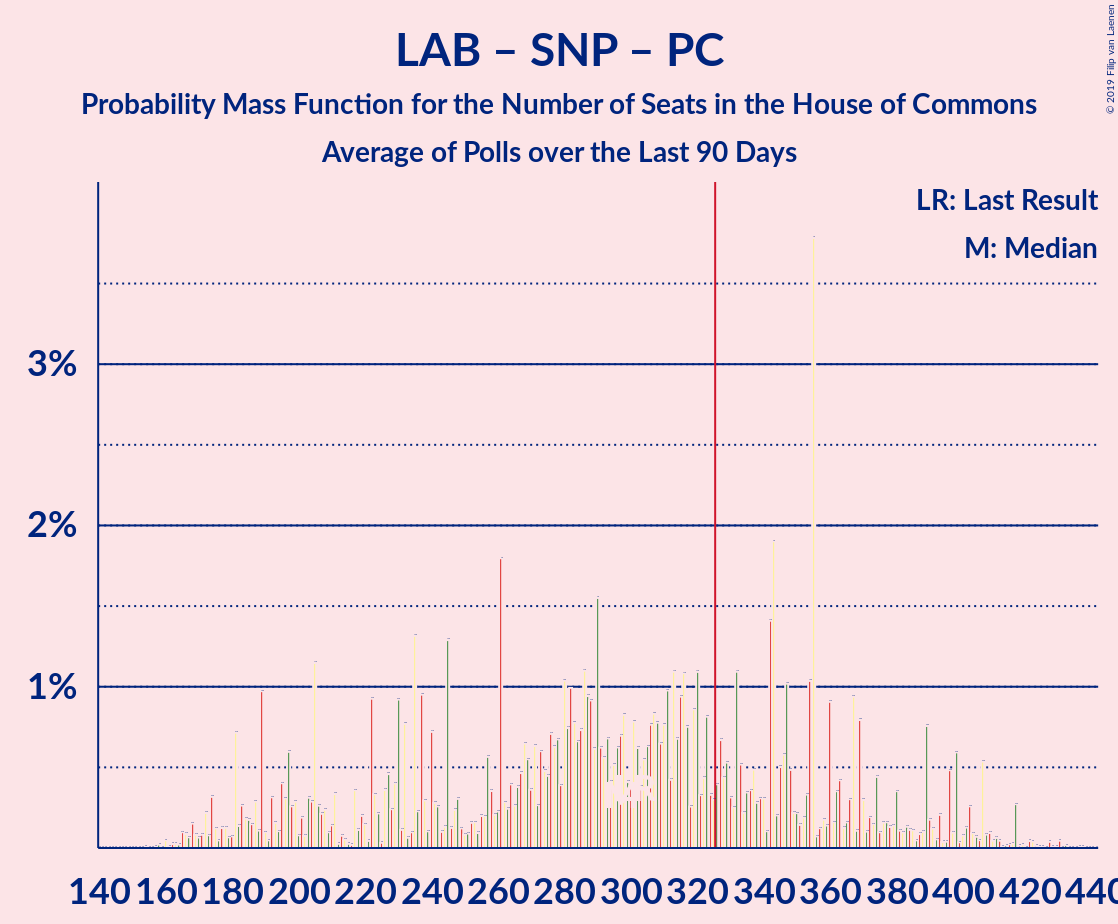 LAB – SNP – PC
Probability Mass Function for the Number of Seats in the House of Commons
Average of Polls over the Last 90 Days
© 2019 Filip van Laenen
LR: Last Result
M: Median
3%
2%
1%
140 160 180 200 220 240 260 280 300 320 340 360 380 400 420 440